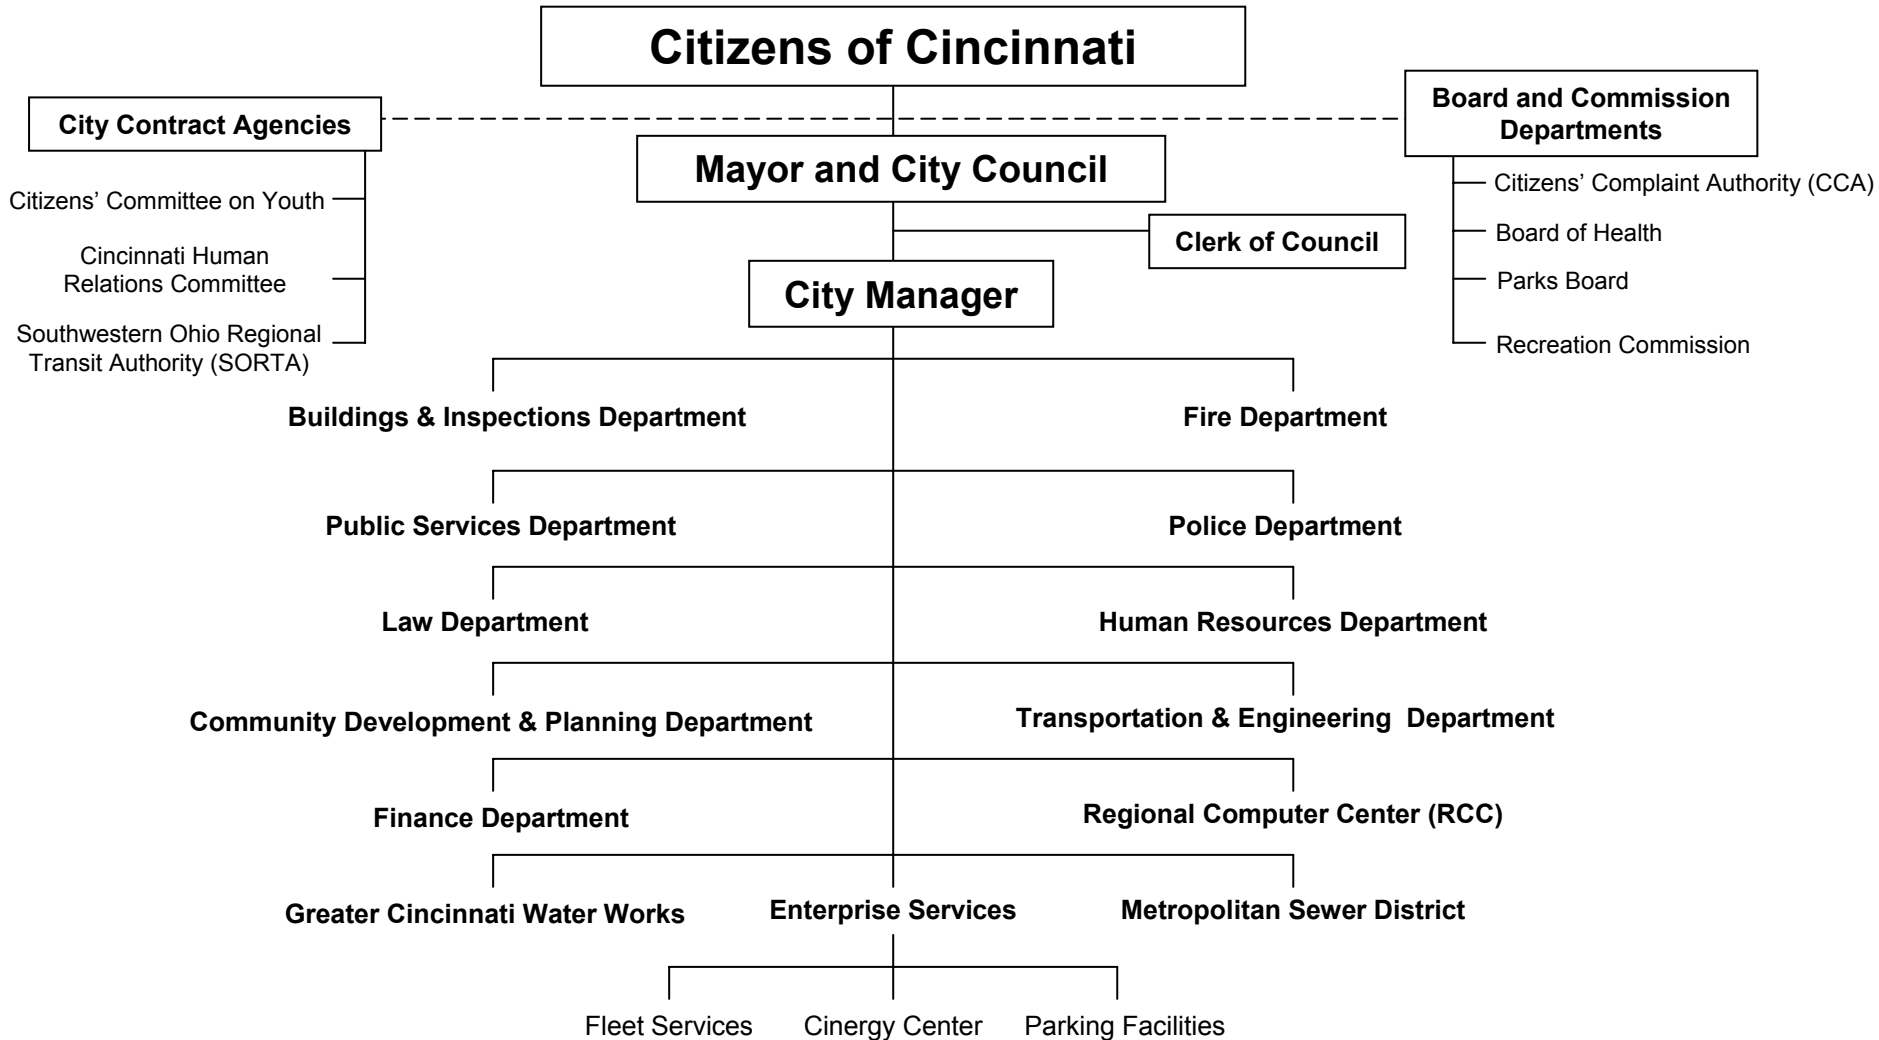 Citizens of Cincinnati
City Contract Agencies
Board and Commission
Departments
Mayor and City Council
Citizens’ Committee on Youth
Citizens’ Complaint Authority (CCA)
Clerk of Council
Board of Health
Cincinnati Human
Relations Committee
City Manager
Parks Board
Southwestern Ohio Regional
Transit Authority (SORTA)
Recreation Commission
Buildings & Inspections Department
Fire Department
Public Services Department
Police Department
Law Department
Human Resources Department
Community Development & Planning Department
Transportation & Engineering Department
Finance Department
Regional Computer Center (RCC)
Greater Cincinnati Water Works
Enterprise Services
Metropolitan Sewer District
Fleet Services
Cinergy Center
Parking Facilities